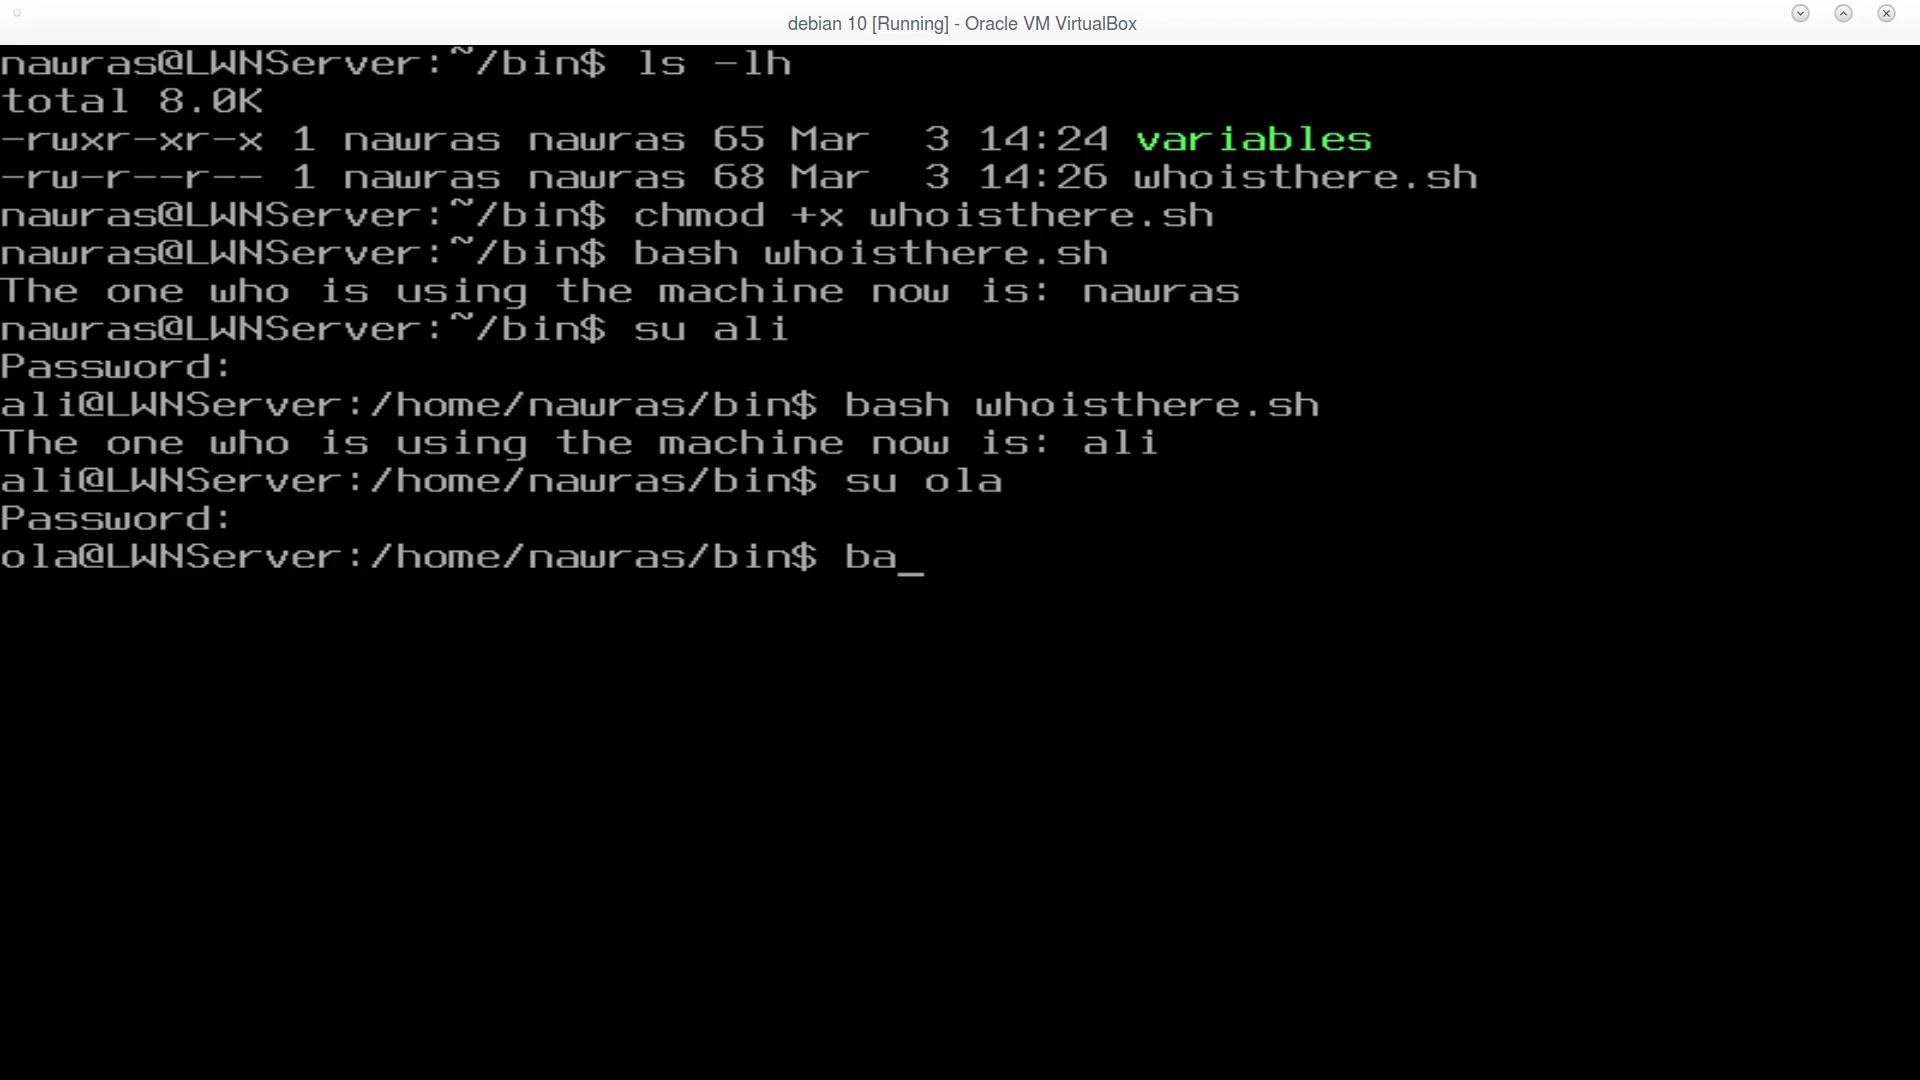 debian 10 [Running] - Oracle VM VirtualBox
nawras@LWNServer:~/bin$ ls -lh
total 8.0K
-rwxr-xr-x 1 nawras nawras 65 Mar  3 14:24 variables
-rw-r--r-- 1 nawras nawras 68 Mar  3 14:26 whoisthere.sh
nawras@LWNServer:~/bin$ chmod +x whoisthere.sh
nawras@LWNServer:~/bin$ bash whoisthere.sh
The one who is using the machine now is: nawras
nawras@LWNServer:~/bin$ su ali
Password:
ali@LWNServer:/home/nawras/bin$ bash whoisthere.sh
The one who is using the machine now is: ali
ali@LWNServer:/home/nawras/bin$ su ola
Password:
ola@LWNServer:/home/nawras/bin$ ba_